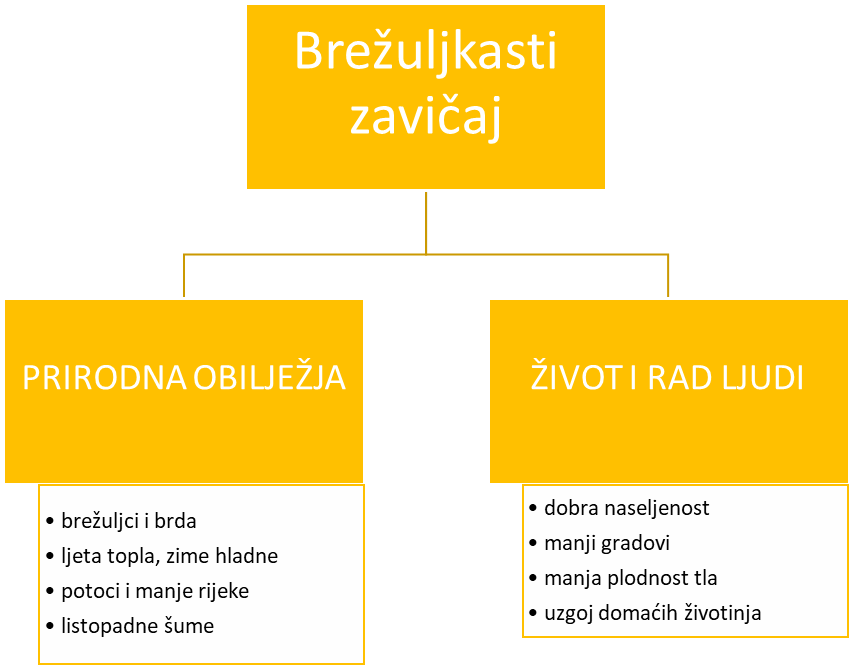 Brežuljkasti
zavičaj
PRIRODNA OBILJEŽJA
• brežuljci i brda
• ljeta topla, zime hladne
• potoci i manje rijeke
• listopadne šume
ŽIVOT I RAD LJUDI
• dobra naseljenost
• manji gradovi
• manja plodnost tla
• uzgoj domaćih životinja